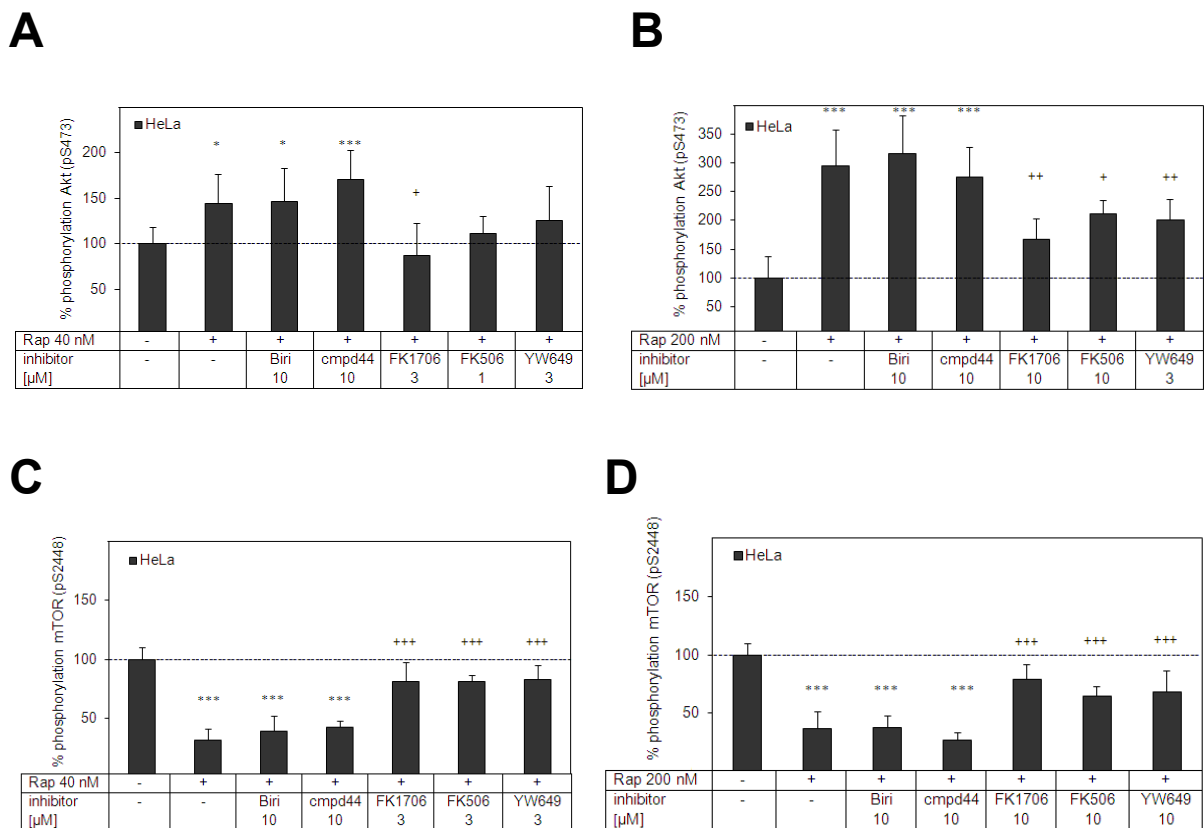 A
% phosphorylation Akt (pS473)
HeLa
200
150
100
50
* * *** +
Rap 40 nM - + + + + + +
inhibitor - - Biri cmpd44 FK1706 FK506 YW649
[µM] 10 10 3 1 3
B
% phosphorylation Akt (pS473)
HeLa
350
300
250
200
150
100
50
*** *** *** ++ + ++
Rap 200 nM - + + + + + +
inhibitor - - Biri cmpd44 FK1706 FK506 YW649
[µM] 10 10 10 10 3
C
% phosphorylation mTOR (pS2448)
HeLa
150
100
50
*** *** *** +++ +++ +++
Rap 40 nM - + + + + + +
inhibitor - - Biri cmpd44 FK1706 FK506 YW649
[µM] 10 10 3 3 3
D
% phosphorylation mTOR (pS2448)
HeLa
150
100
50
*** *** *** +++ +++ +++
Rap 200 nM - + + + + + +
inhibitor - - Biri cmpd44 FK1706 FK506 YW649
[µM] 10 10 10 10 10